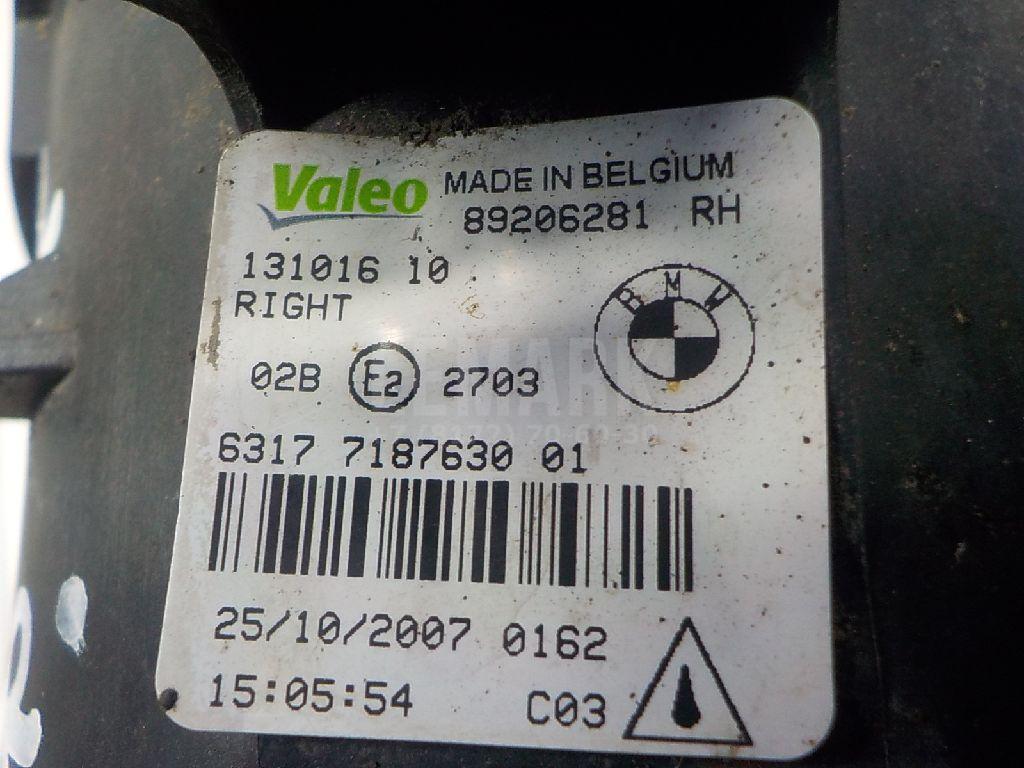 Valeo MADE IN BELGIUM
89206281 RH
131016 10
RIGHT
BMW
02B E2 2703
6317 7187630 01
25/10/2007 0162
15:05:54 C03